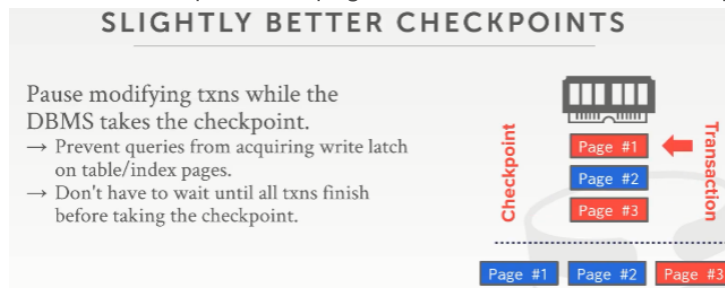 SLIGHTLY BETTER CHECKPOINTS
Pause modifying txns while the
DBMS takes the checkpoint.
→ Prevent queries from acquiring write latch
on table/index pages.
→ Don't have to wait until all txns finish
before taking the checkpoint.
Checkpoint
Page #1
Page #2
Page #3
Transaction
Page #1 Page #2 Page #3